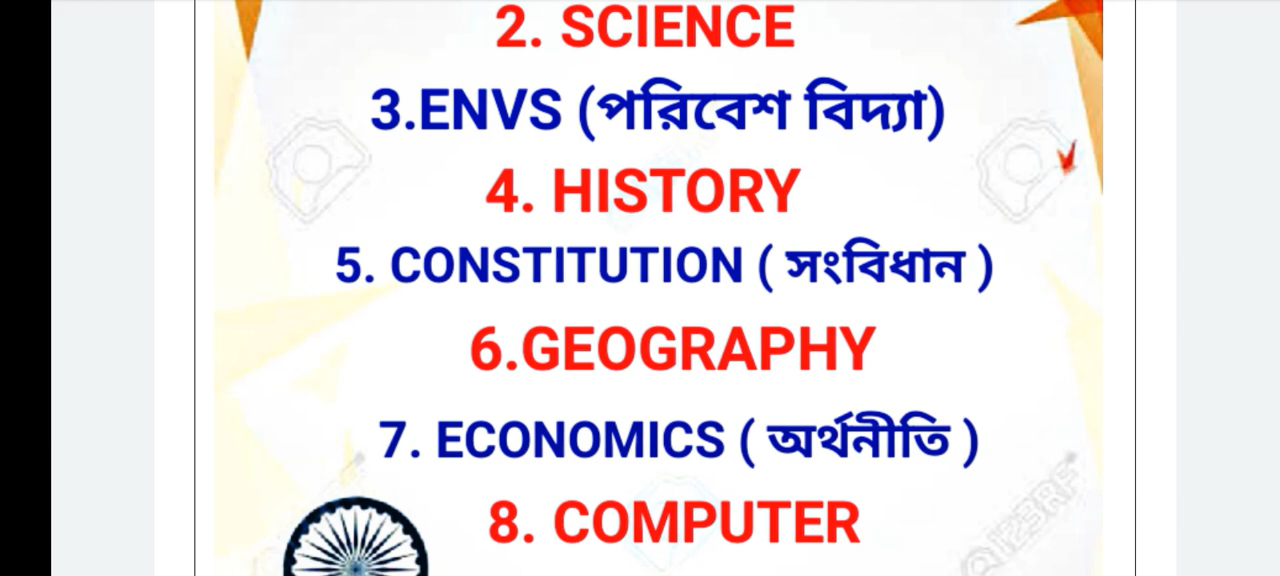 2. SCIENCE
3.ENVS (পরিবেশ বিদ্যা)
4. HISTORY
5. CONSTITUTION ( সংবিধান )
6.GEOGRAPHY
7. ECONOMICS ( অর্থনীতি )
8. COMPUTER